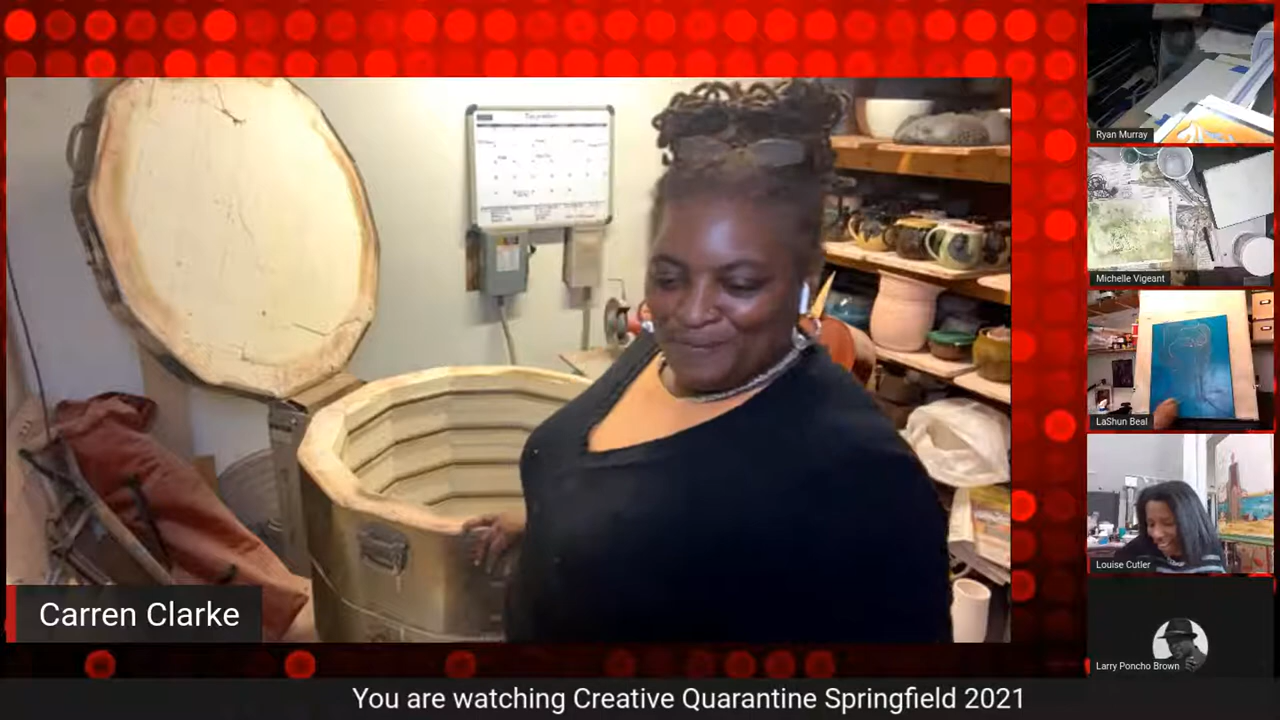 Ryan Murray
Michelle Vigeant
LaShun Beal
Louise Cutler
Larry Poncho Brown
Carren Clarke
You are watching Creative Quarantine Springfield 2021